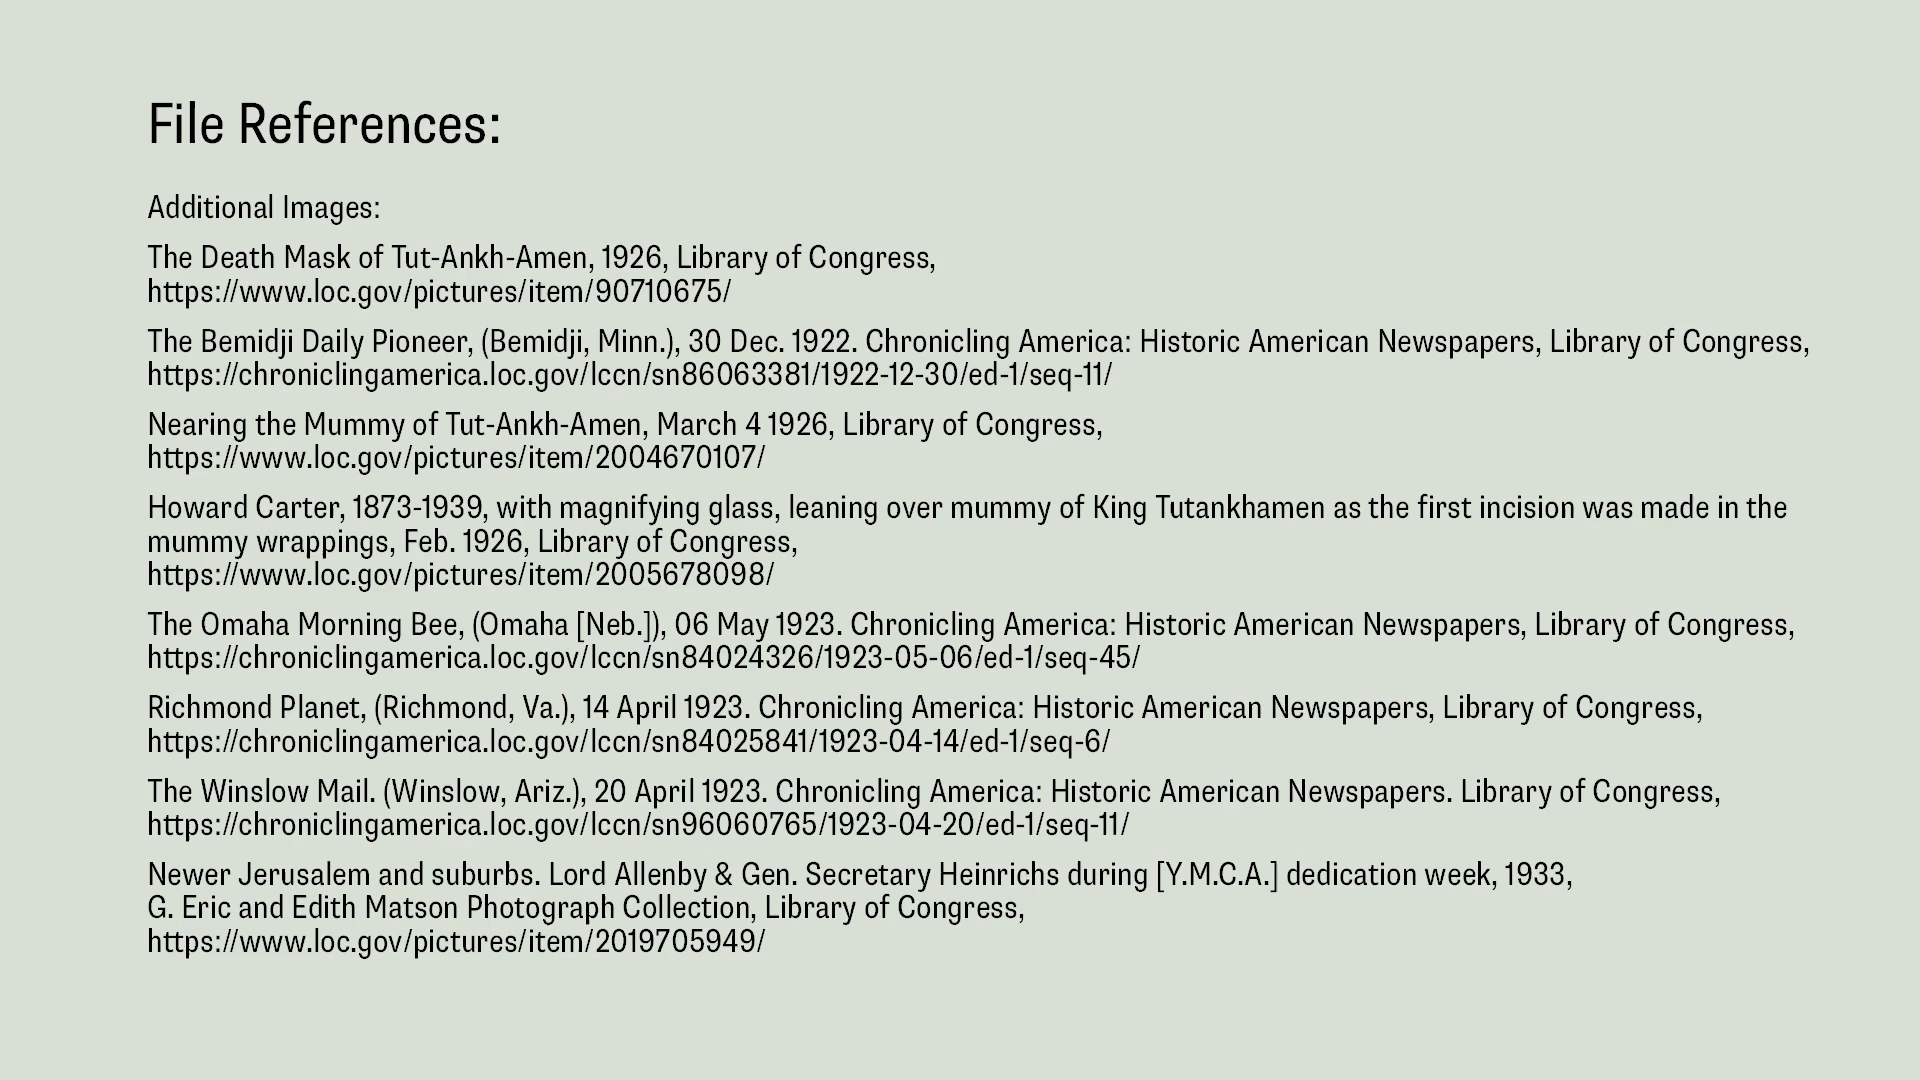 File References:
Additional Images:
The Death Mask of Tut-Ankh-Amen, 1926, Library of Congress,
https://www.loc.gov/pictures/item/90710675/
The Bemidji Daily Pioneer, (Bemidji, Minn.), 30 Dec. 1922. Chronicling America: Historic American Newspapers, Library of Congress,
https://chroniclingamerica.loc.gov/lccn/sn86063381/1922-12-30/ed-1/seq-11/
Nearing the Mummy of Tut-Ankh-Amen, March 4 1926, Library of Congress,
https://www.loc.gov/pictures/item/2004670107/
Howard Carter, 1873-1939, with magnifying glass, leaning over mummy of King Tutankhamen as the first incision was made in the
mummy wrappings, Feb. 1926, Library of Congress,
https://www.loc.gov/pictures/item/2005678098/
The Omaha Morning Bee, (Omaha [Neb.]), 06 May 1923. Chronicling America: Historic American Newspapers, Library of Congress,
https://chroniclingamerica.loc.gov/lccn/sn84024326/1923-05-06/ed-1/seq-45/
Richmond Planet, (Richmond, Va.), 14 April 1923. Chronicling America: Historic American Newspapers, Library of Congress,
https://chroniclingamerica.loc.gov/lccn/sn84025841/1923-04-14/ed-1/seq-6/
The Winslow Mail. (Winslow, Ariz.), 20 April 1923. Chronicling America: Historic American Newspapers. Library of Congress,
https://chroniclingamerica.loc.gov/lccn/sn96060765/1923-04-20/ed-1/seq-11/
Newer Jerusalem and suburbs. Lord Allenby & Gen. Secretary Heinrichs during [Y.M.C.A.] dedication week, 1933,
G. Eric and Edith Matson Photograph Collection, Library of Congress,
https://www.loc.gov/pictures/item/2019705949/